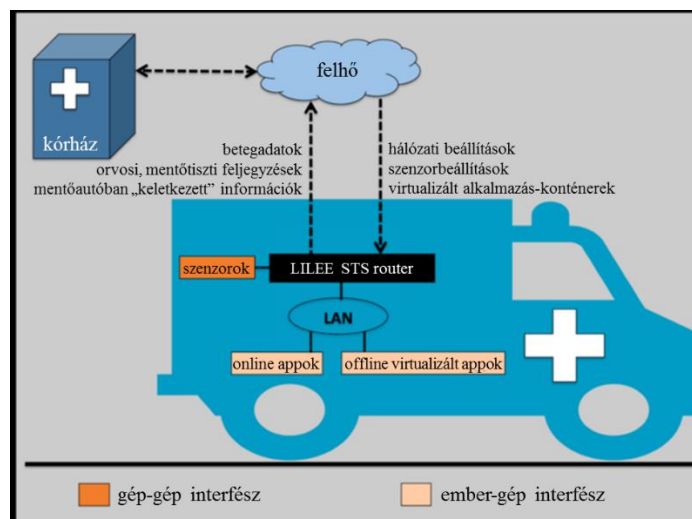 felhő
kórház
betegadatok
orvosi, mentőtiszti feljegyzések
mentőautóban „keletkezett” információk
hálózati beállítások
szenzorbeállítások
virtualizált alkalmazás-konténerek
szenzorok
LILEE STS router
LAN
online appok
offline virtualizált appok
gép-gép interfész
ember-gép interfész